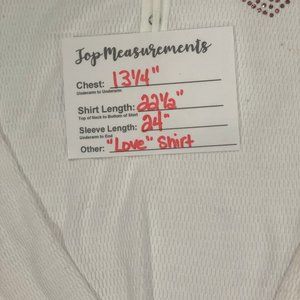 Top Measurements
Chest: 13 1/4"
Underarm to Underarm
Shirt Length: 22 1/2"
Top of Neck to Bottom of Shirt
Sleeve Length: 24"
Underarm to End
Other: "Love" Shirt